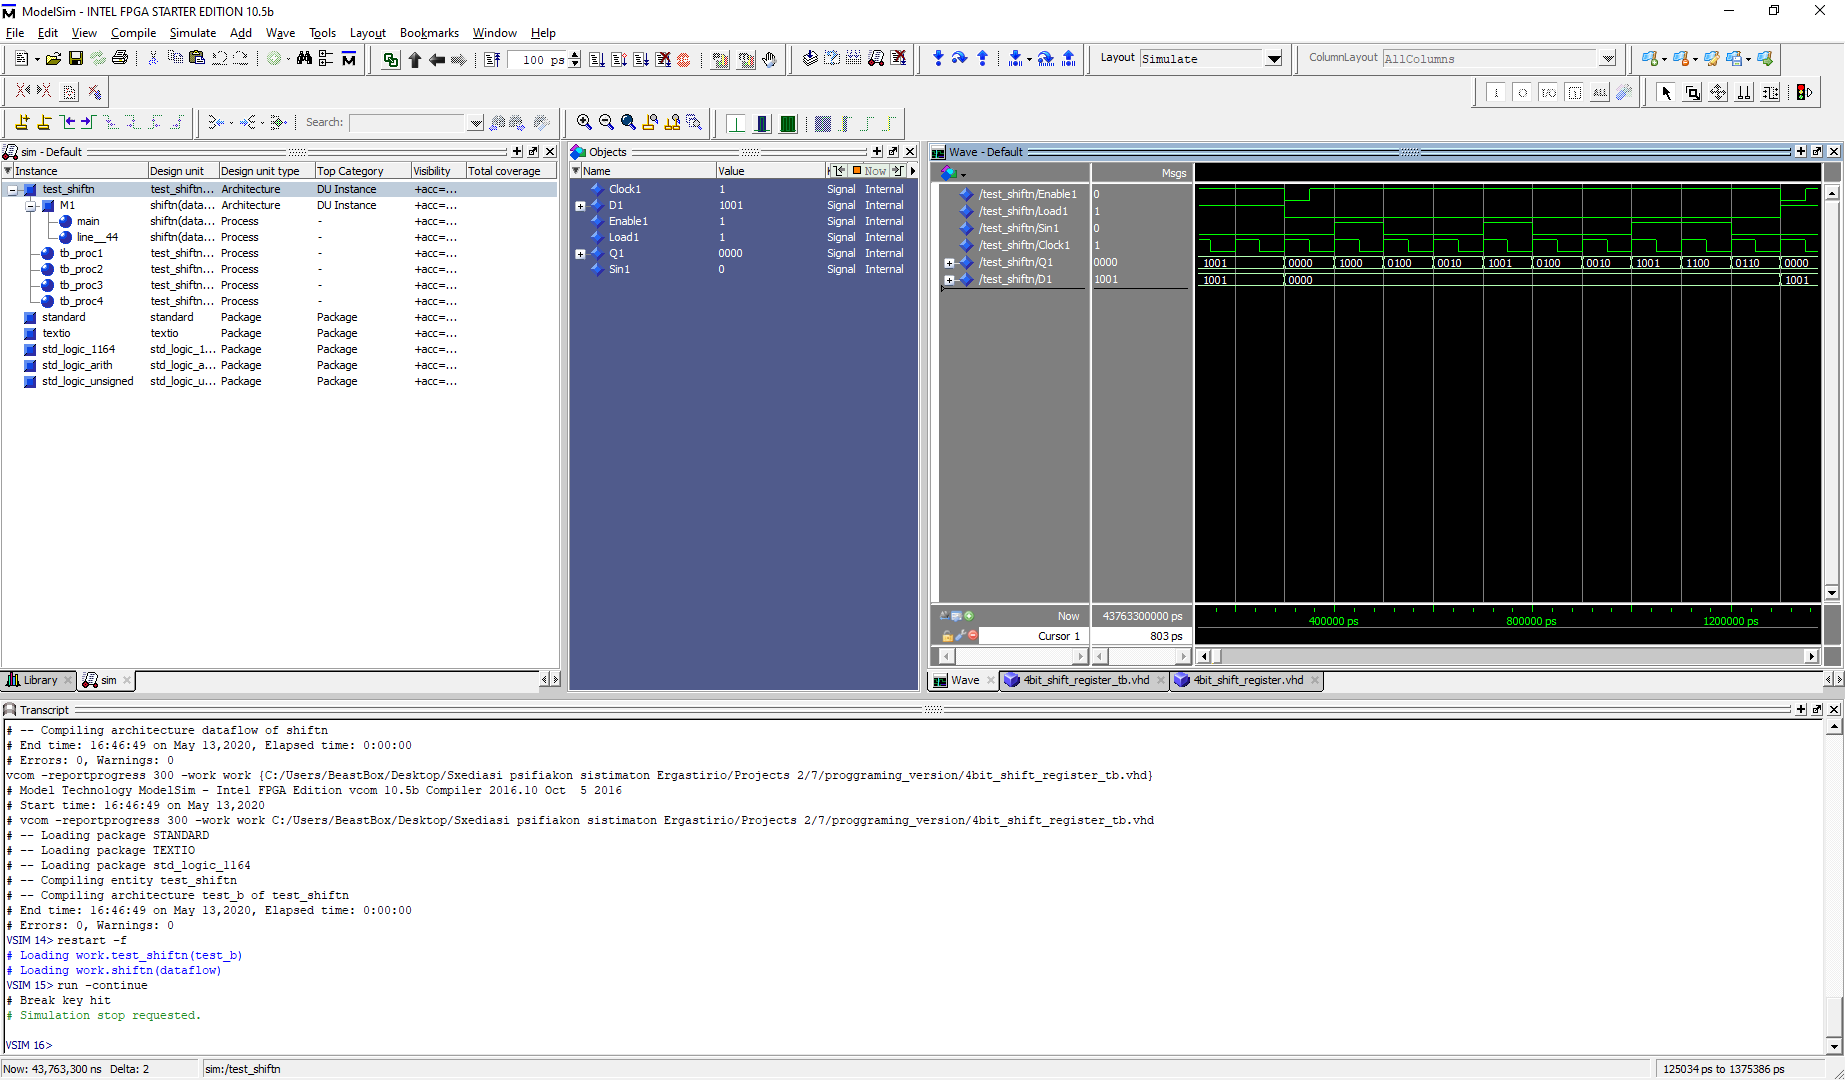 ModelSim - INTEL FPGA STARTER EDITION 10.5b
File Edit View Compile Simulate Add Wave Tools Layout Bookmarks Window Help
100 ps
Layout Simulate
ColumnLayout AllColumns
Search:
sim - Default
Instance Design unit Design unit type Top Category Visibility Total coverage
test_shiftn test_shiftn... Architecture DU Instance +acc=...
M1 shiftn(data... Architecture DU Instance +acc=...
main shiftn(data... Process - +acc=...
line__44 shiftn(data... Process - +acc=...
tb_proc1 test_shiftn... Process - +acc=...
tb_proc2 test_shiftn... Process - +acc=...
tb_proc3 test_shiftn... Process - +acc=...
tb_proc4 test_shiftn... Process - +acc=...
standard standard Package Package +acc=...
textio textio Package Package +acc=...
std_logic_1164 std_logic_1... Package Package +acc=...
std_logic_arith std_logic_a... Package Package +acc=...
std_logic_unsigned std_logic_u... Package Package +acc=...
Library sim
Objects
Name Value Now
Clock1 1 Signal Internal
D1 1001 Signal Internal
Enable1 1 Signal Internal
Load1 1 Signal Internal
Q1 0000 Signal Internal
Sin1 0 Signal Internal
Wave - Default
Msgs
/test_shiftn/Enable1 0
/test_shiftn/Load1 1
/test_shiftn/Sin1 0
/test_shiftn/Clock1 1
/test_shiftn/Q1 0000 1001 0000 1000 0100 0010 1001 0100 0010 1001 1100 0110 0000
/test_shiftn/D1 1001 1001 0000 1001
Now 43763300000 ps 400000 ps 800000 ps 1200000 ps
Cursor 1 803 ps
Wave 4bit_shift_register_tb.vhd 4bit_shift_register.vhd
Transcript
# -- Compiling architecture dataflow of shiftn
# End time: 16:46:49 on May 13,2020, Elapsed time: 0:00:00
# Errors: 0, Warnings: 0
vcom -reportprogress 300 -work work {C:/Users/BeastBox/Desktop/Sxediasi psifiakon sistimaton Ergastirio/Projects 2/7/proggraming_version/4bit_shift_register_tb.vhd}
# Model Technology ModelSim - Intel FPGA Edition vcom 10.5b Compiler 2016.10 Oct  5 2016
# Start time: 16:46:49 on May 13,2020
# vcom -reportprogress 300 -work work C:/Users/BeastBox/Desktop/Sxediasi psifiakon sistimaton Ergastirio/Projects 2/7/proggraming_version/4bit_shift_register_tb.vhd
# -- Loading package STANDARD
# -- Loading package TEXTIO
# -- Loading package std_logic_1164
# -- Compiling entity test_shiftn
# -- Compiling architecture test_b of test_shiftn
# End time: 16:46:49 on May 13,2020, Elapsed time: 0:00:00
# Errors: 0, Warnings: 0
VSIM 14> restart -f
# Loading work.test_shiftn(test_b)
# Loading work.shiftn(dataflow)
VSIM 15> run -continue
# Break key hit
# Simulation stop requested.
VSIM 16>
Now: 43,763,300 ns Delta: 2 sim:/test_shiftn 125034 ps to 1375386 ps